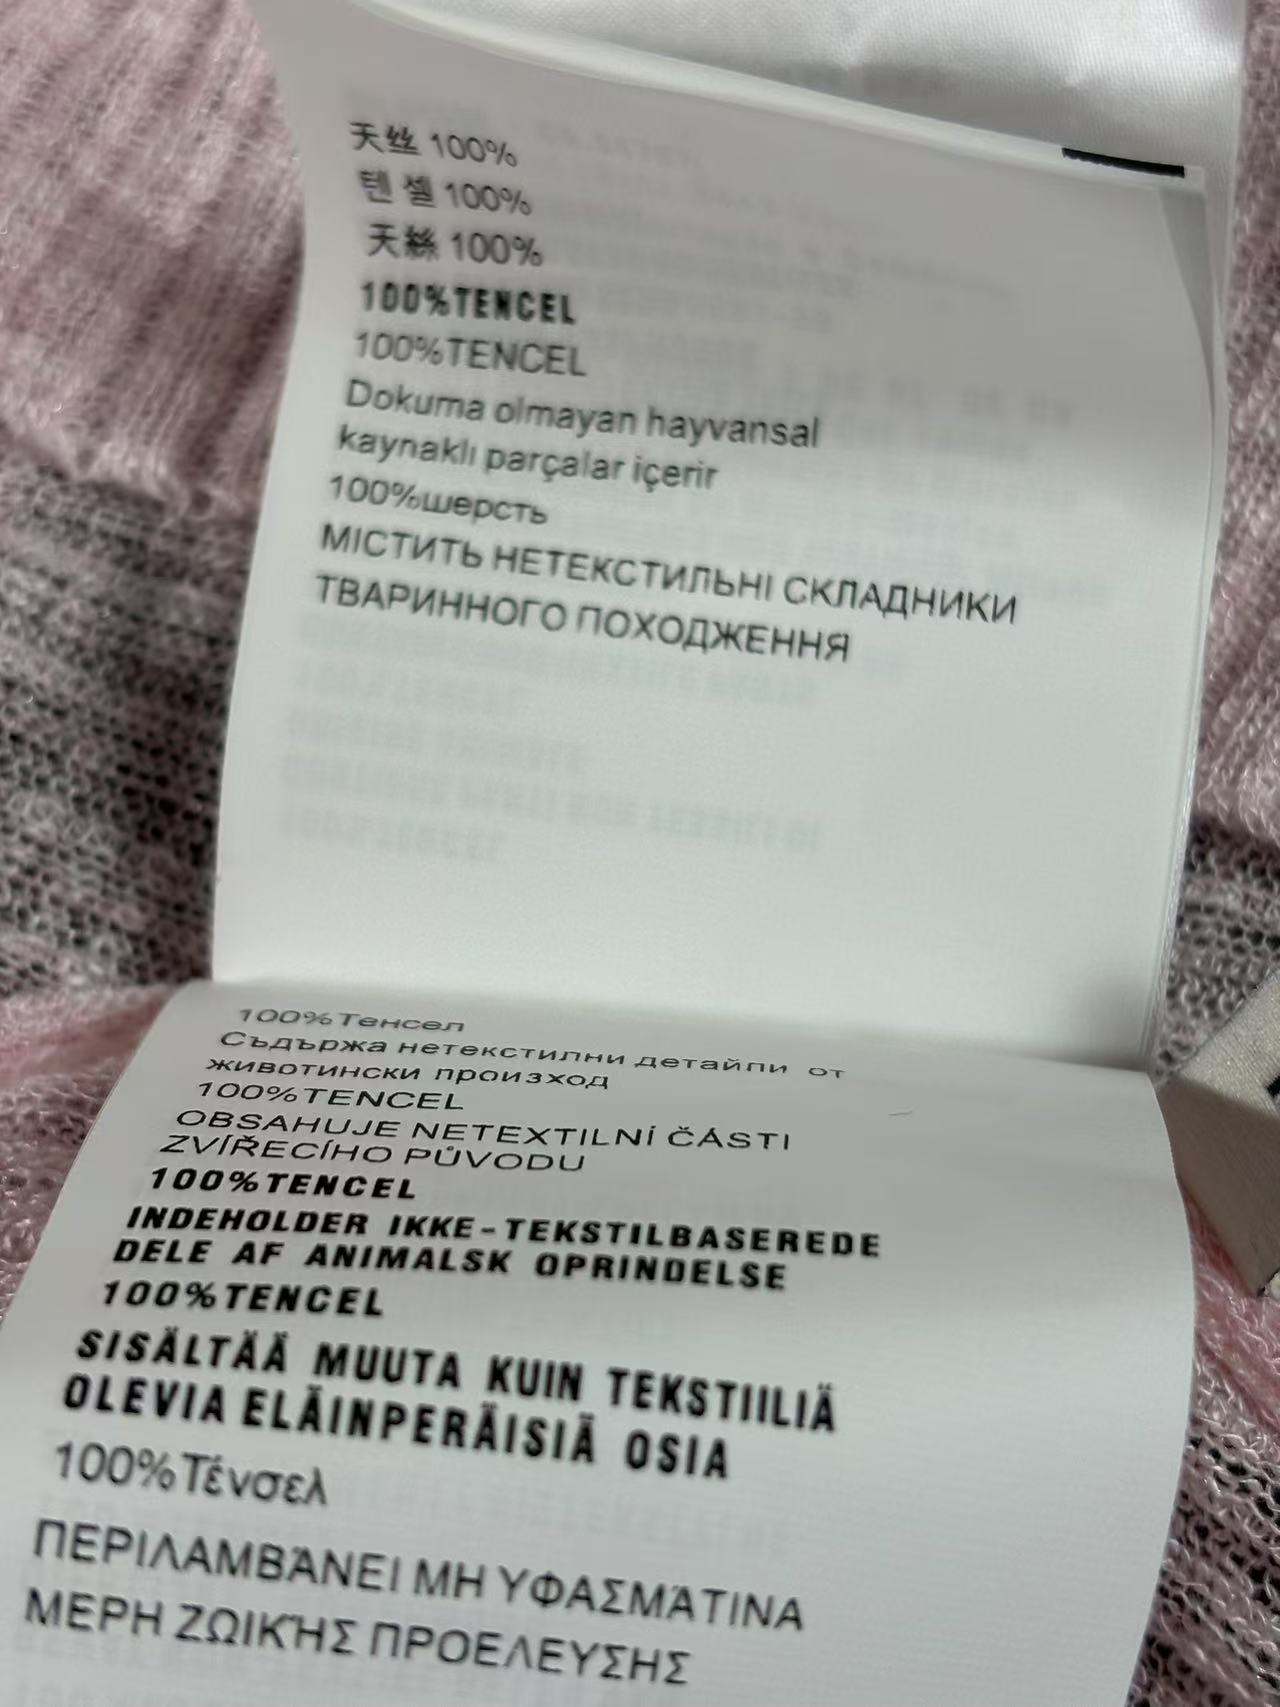 天丝 100%
텐 셀 100%
天絲 100%
100%TENCEL
100%TENCEL
Dokuma olmayan hayvansal
kaynaklı parçalar içerir
100%шерсть
МІСТИТЬ НЕТЕКСТИЛЬНІ СКЛАДНИКИ
ТВАРИННОГО ПОХОДЖЕННЯ
100%Тенсел
Съдържа нетекстилни детайли от
животински произход
100%TENCEL
OBSAHUJE NETEXTILNÍ ČÁSTI
ZVÍŘECÍHO PŮVODU
100%TENCEL
INDEHOLDER IKKE-TEKSTILBASEREDE
DELE AF ANIMALSK OPRINDELSE
100%TENCEL
SISÄLTÄÄ MUUTA KUIN TEKSTIILIÄ
OLEVIA ELÄINPERÄISIÄ OSIA
100%Τένσελ
ΠΕΡΙΛΑΜΒΆΝΕΙ ΜΗ ΥΦΑΣΜΆΤΙΝΑ
ΜΕΡΗ ΖΩΙΚΉΣ ΠΡΟΕΛΕΥΣΗΣ